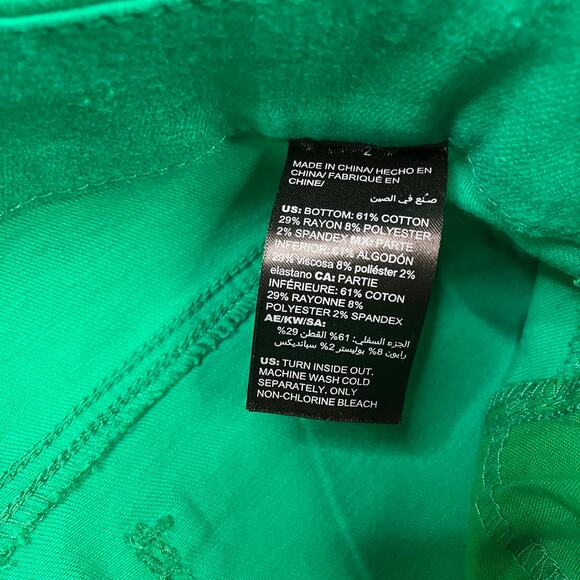 2
MADE IN CHINA/ HECHO EN
CHINA/ FABRIQUÉ EN
CHINE/
صُنع في الصين
US: BOTTOM: 61% COTTON
29% RAYON 8% POLYESTER
2% SPANDEX MX: PARTE
INFERIOR: 61% ALGODÓN
29% viscosa 8% poliéster 2%
elastano CA: PARTIE
INFÉRIEURE: 61% COTON
29% RAYONNE 8%
POLYESTER 2% SPANDEX
AE/KW/SA:
الجزء السفلي: 61% القطن 29%
رايون 8% بوليستر 2% سبانديكس
US: TURN INSIDE OUT.
MACHINE WASH COLD
SEPARATELY. ONLY
NON-CHLORINE BLEACH